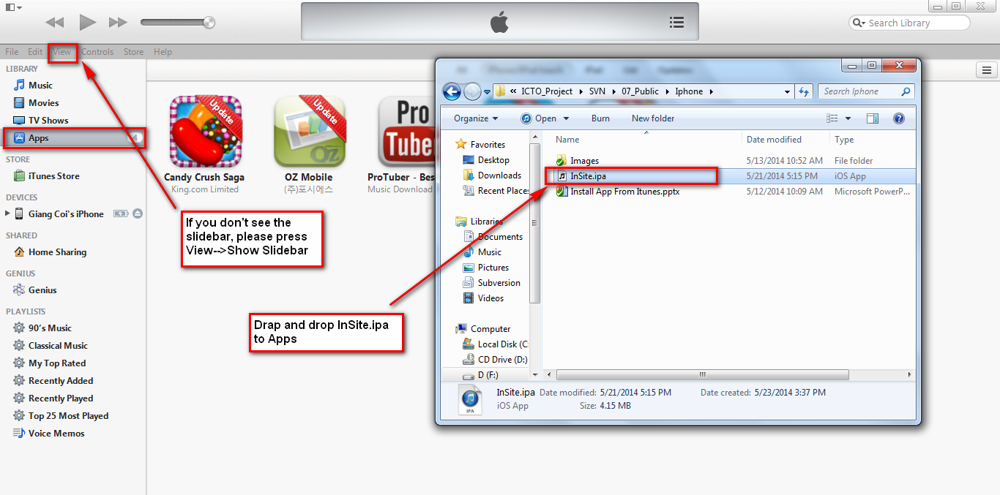 Search Library
File Edit View Controls Store Help
LIBRARY
Music
Movies
TV Shows
Apps 4
STORE
iTunes Store
DEVICES
Giang Coi's iPhone
SHARED
Home Sharing
GENIUS
Genius
PLAYLISTS
90's Music
Classical Music
My Top Rated
Recently Added
Recently Played
Top 25 Most Played
Voice Memos
Update
Candy Crush Saga
King.com Limited
Update
OZ
OZ Mobile
(주)포시에스
Pro
Tube
ProTuber - Bes
Music Download
If you don't see the
slidebar, please press
View-->Show Slidebar
Drap and drop InSite.ipa
to Apps
« ICTO_Project SVN 07_Public Iphone
Search Iphone
Organize Open Burn New folder
Favorites
Desktop
Downloads
Recent Places
Libraries
Documents
Music
Pictures
Subversion
Videos
Computer
Local Disk (C:
CD Drive (D:)
D (F:)
Name Date modified Type
Images 5/13/2014 10:52 AM File folder
InSite.ipa 5/21/2014 5:15 PM iOS App
Install App From Itunes.pptx 5/12/2014 10:09 AM Microsoft PowerP...
IPA
InSite.ipa Date modified: 5/21/2014 5:15 PM Date created: 5/23/2014 3:37 PM
iOS App Size: 4.15 MB